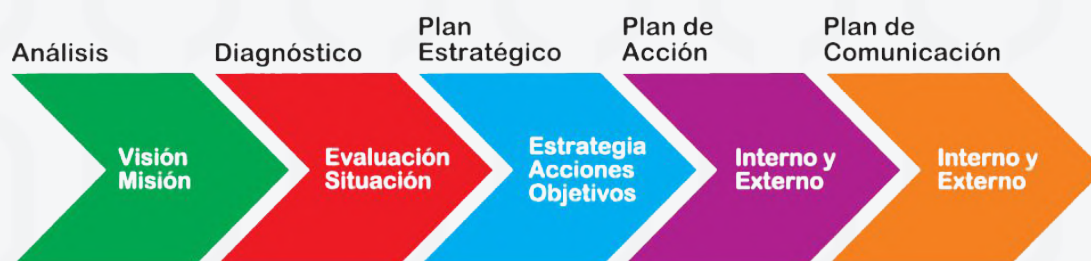 Análisis
Visión
Misión
Diagnóstico
Evaluación
Situación
Plan
Estratégico
Estrategia
Acciones
Objetivos
Plan de
Acción
Interno y
Externo
Plan de
Comunicación
Interno y
Externo